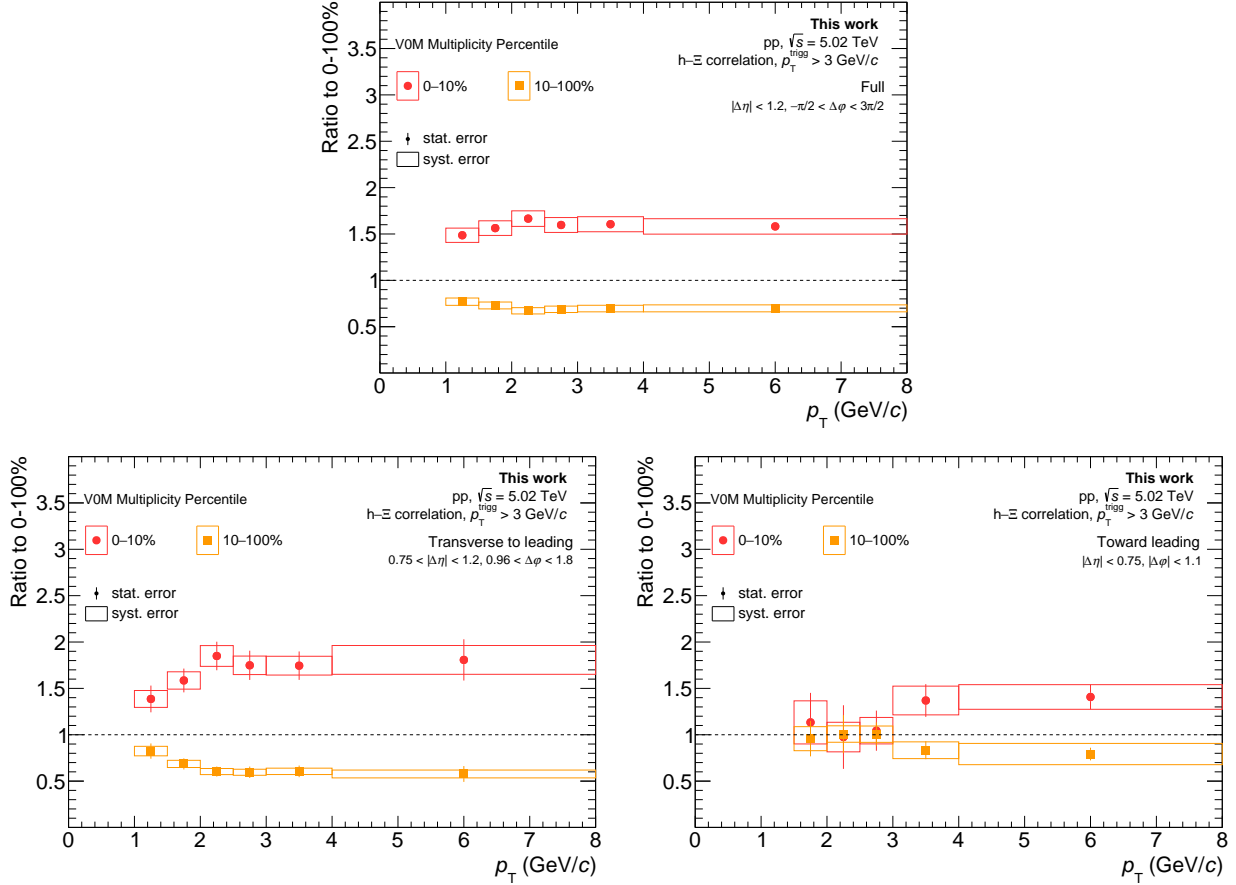 This work
pp, √s = 5.02 TeV
h–Ξ correlation, p_T^trigg > 3 GeV/c
Full
|Δη| < 1.2, −π/2 < Δφ < 3π/2
V0M Multiplicity Percentile
0–10%
10–100%
stat. error
syst. error
Ratio to 0-100%
3.5
3
2.5
2
1.5
1
0.5
0 1 2 3 4 5 6 7 8
p_T (GeV/c)
This work
pp, √s = 5.02 TeV
h–Ξ correlation, p_T^trigg > 3 GeV/c
Transverse to leading
0.75 < |Δη| < 1.2, 0.96 < Δφ < 1.8
V0M Multiplicity Percentile
0–10%
10–100%
stat. error
syst. error
Ratio to 0-100%
3.5
3
2.5
2
1.5
1
0.5
0 1 2 3 4 5 6 7 8
p_T (GeV/c)
This work
pp, √s = 5.02 TeV
h–Ξ correlation, p_T^trigg > 3 GeV/c
Toward leading
|Δη| < 0.75, |Δφ| < 1.1
V0M Multiplicity Percentile
0–10%
10–100%
stat. error
syst. error
Ratio to 0-100%
3.5
3
2.5
2
1.5
1
0.5
0 1 2 3 4 5 6 7 8
p_T (GeV/c)